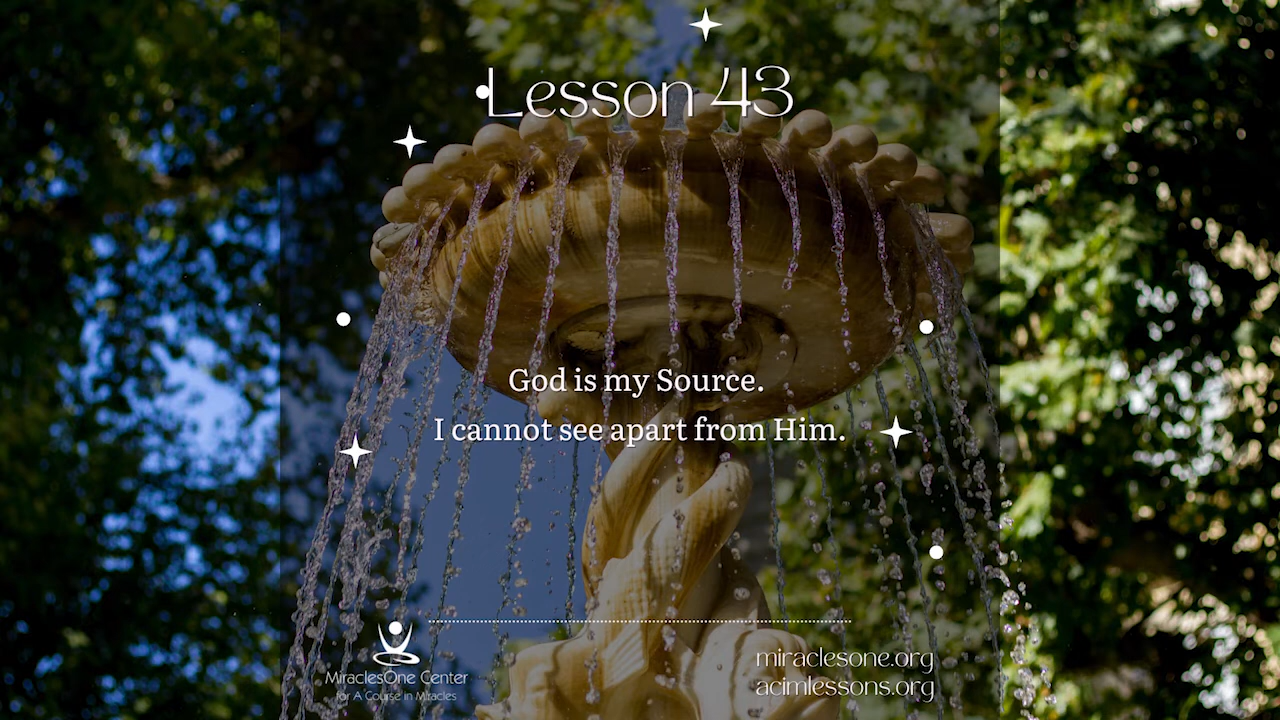 Lesson 43
God is my Source.
I cannot see apart from Him.
MiraclesOne Center
for A Course in Miracles
miraclesone.org
acimlessons.org